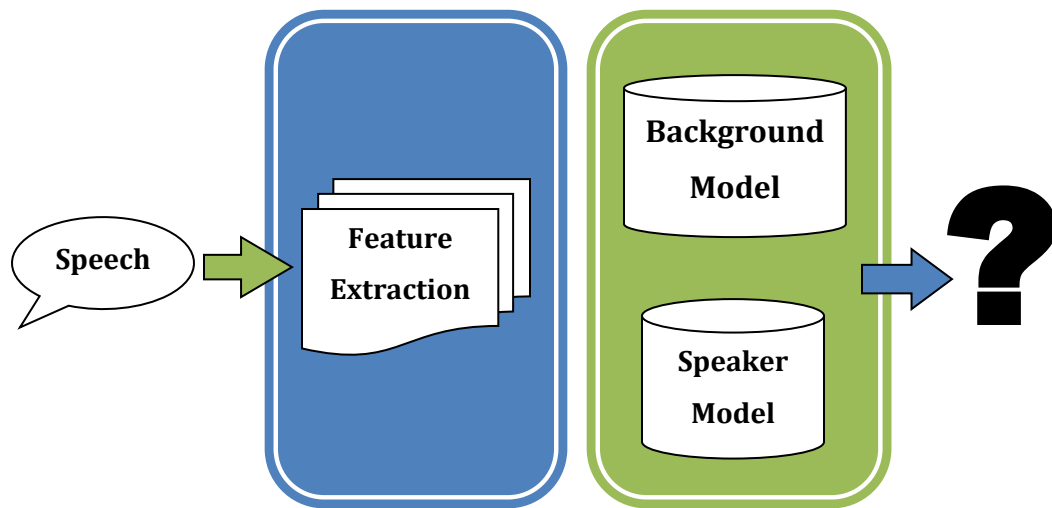 Speech
Feature
Extraction
Background
Model
Speaker
Model
?